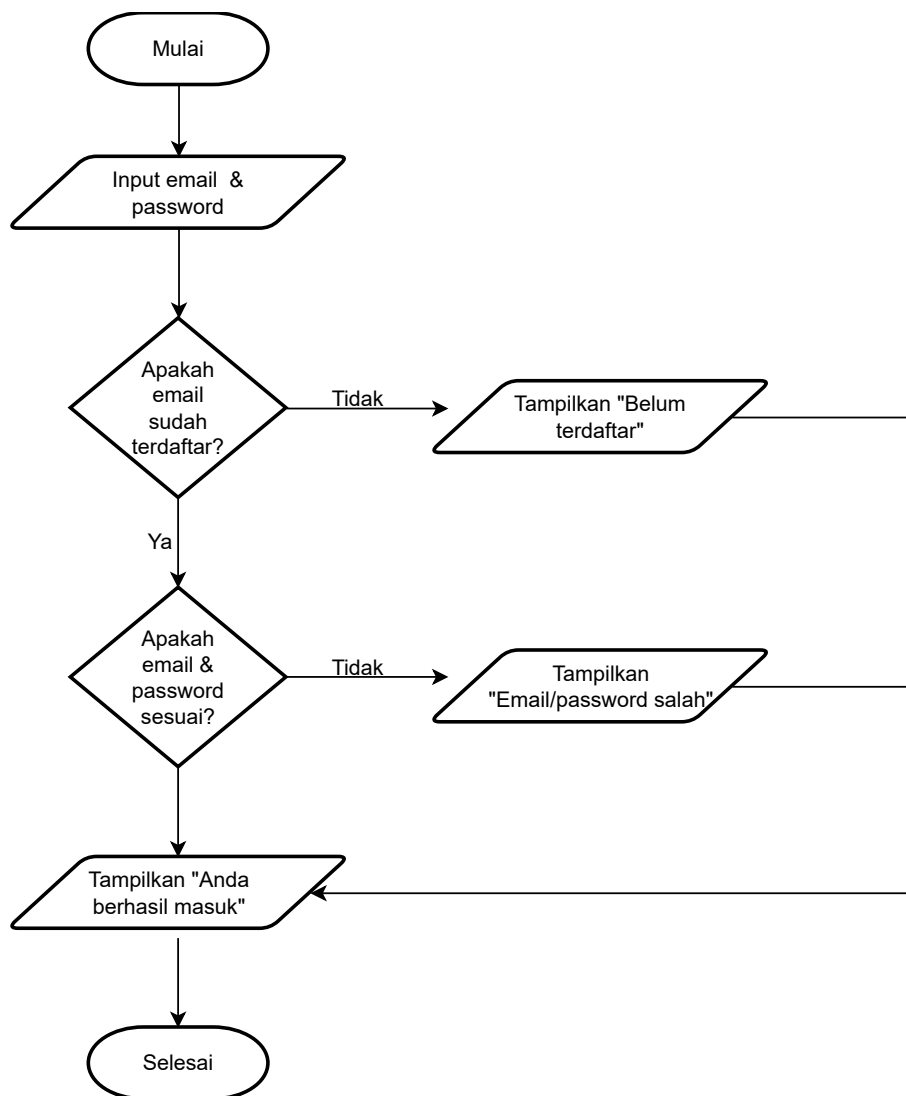 Mulai
Input email &
password
Apakah
email
sudah
terdaftar?
Tidak
Tampilkan "Belum
terdaftar"
Ya
Apakah
email &
password
sesuai?
Tidak
Tampilkan
"Email/password salah"
Tampilkan "Anda
berhasil masuk"
Selesai